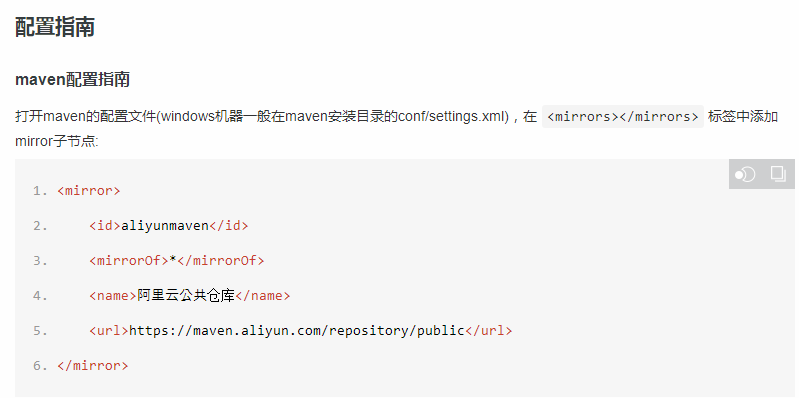 配置指南
maven配置指南
打开maven的配置文件(windows机器一般在maven安装目录的conf/settings.xml)，在 <mirrors></mirrors> 标签中添加
mirror子节点:
1. <mirror>
2. <id>aliyunmaven</id>
3. <mirrorOf>*</mirrorOf>
4. <name>阿里云公共仓库</name>
5. <url>https://maven.aliyun.com/repository/public</url>
6. </mirror>